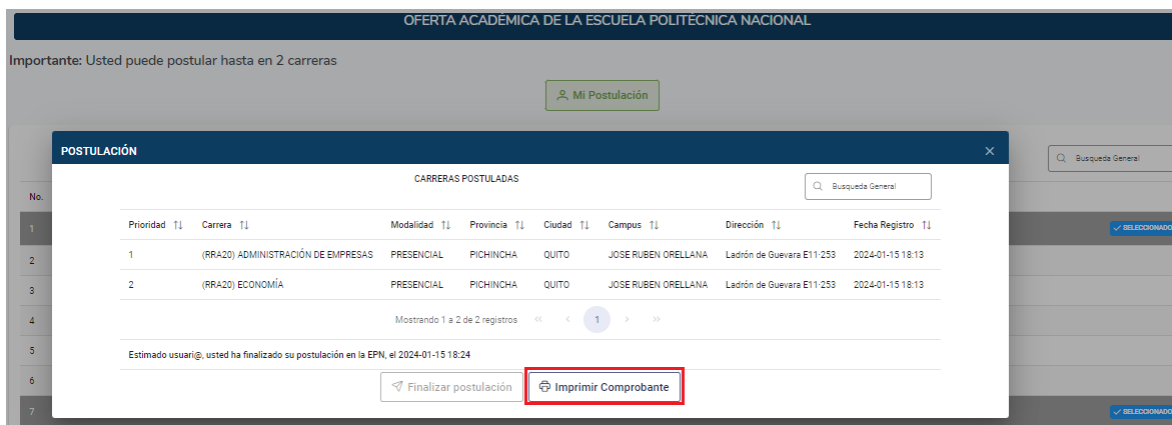 OFERTA ACADÉMICA DE LA ESCUELA POLITÉCNICA NACIONAL
Importante: Usted puede postular hasta en 2 carreras
Mi Postulación
POSTULACIÓN
Busqueda General
CARRERAS POSTULADAS
Busqueda General
No.
Prioridad Carrera Modalidad Provincia Ciudad Campus Dirección Fecha Registro
1 SELECCIONADO
1 (RRA20) ADMINISTRACIÓN DE EMPRESAS PRESENCIAL PICHINCHA QUITO JOSE RUBEN ORELLANA Ladrón de Guevara E11-253 2024-01-15 18:13
2
2 (RRA20) ECONOMÍA PRESENCIAL PICHINCHA QUITO JOSE RUBEN ORELLANA Ladrón de Guevara E11-253 2024-01-15 18:13
3
4
Mostrando 1 a 2 de 2 registros « ‹ 1 › »
5
Estimado usuari@, usted ha finalizado su postulación en la EPN, el 2024-01-15 18:24
6
Finalizar postulación Imprimir Comprobante
7 SELECCIONADO